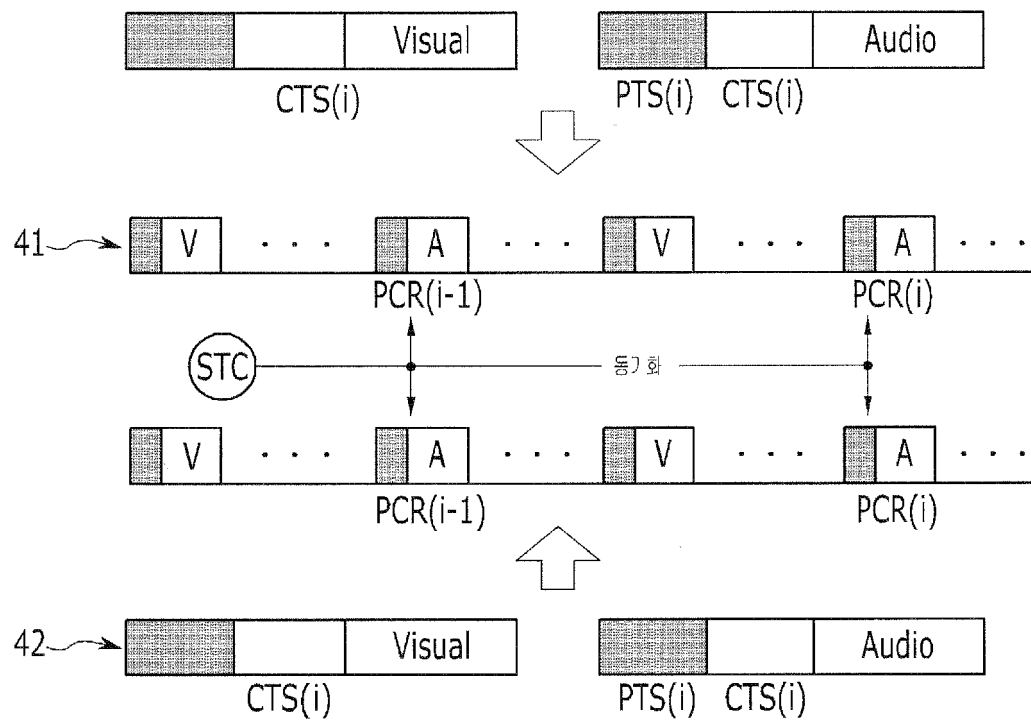 Visual Audio
CTS(i) PTS(i) CTS(i)
41 V . . . A . . . V . . . A . . .
PCR(i-1) PCR(i)
STC 동기화
V . . . A . . . V . . . A . . .
PCR(i-1) PCR(i)
42 Visual Audio
CTS(i) PTS(i) CTS(i)